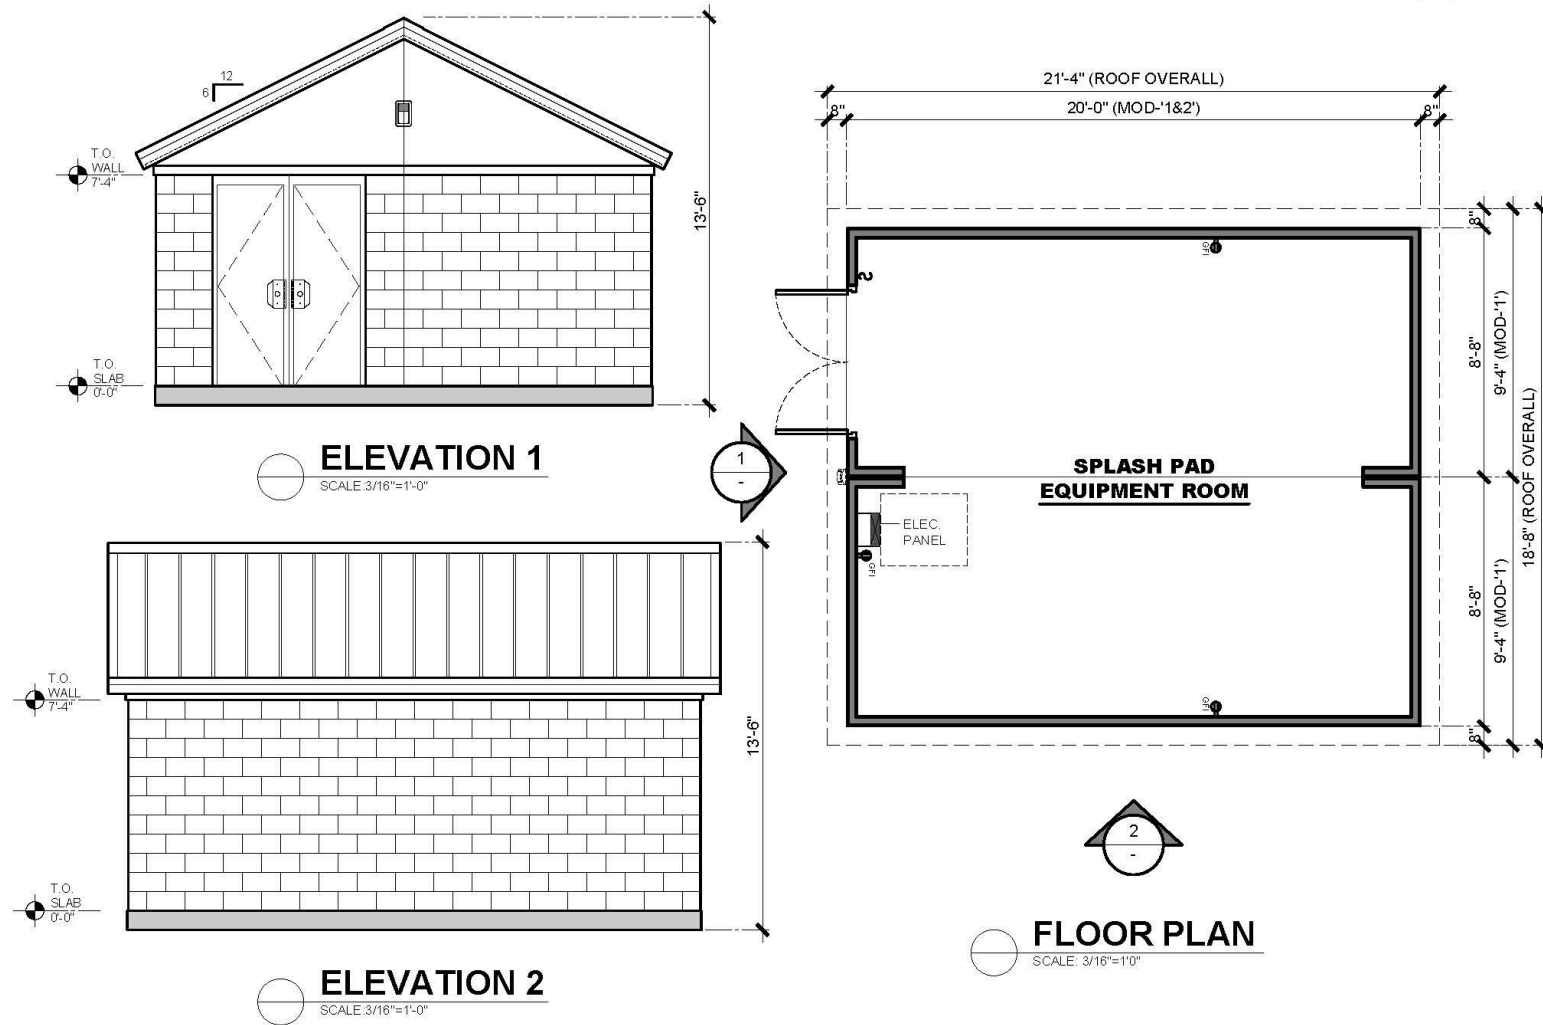 12
6
T.O.
WALL
7'-4"
T.O.
SLAB
0'-0"
13'-6"
ELEVATION 1
SCALE:3/16"=1'-0"
T.O.
WALL
7'-4"
T.O.
SLAB
0'-0"
13'-6"
ELEVATION 2
SCALE:3/16"=1'-0"
21'-4" (ROOF OVERALL)
8"
20'-0" (MOD-'1&2')
8"
GFI
S
8"
8'-8"
9'-4" (MOD-'1')
18'-8" (ROOF OVERALL)
8'-8"
9'-4" (MOD-'1')
8"
1
-
SPLASH PAD
EQUIPMENT ROOM
ELEC.
PANEL
GFI
GFI
2
-
FLOOR PLAN
SCALE: 3/16"=1'0"